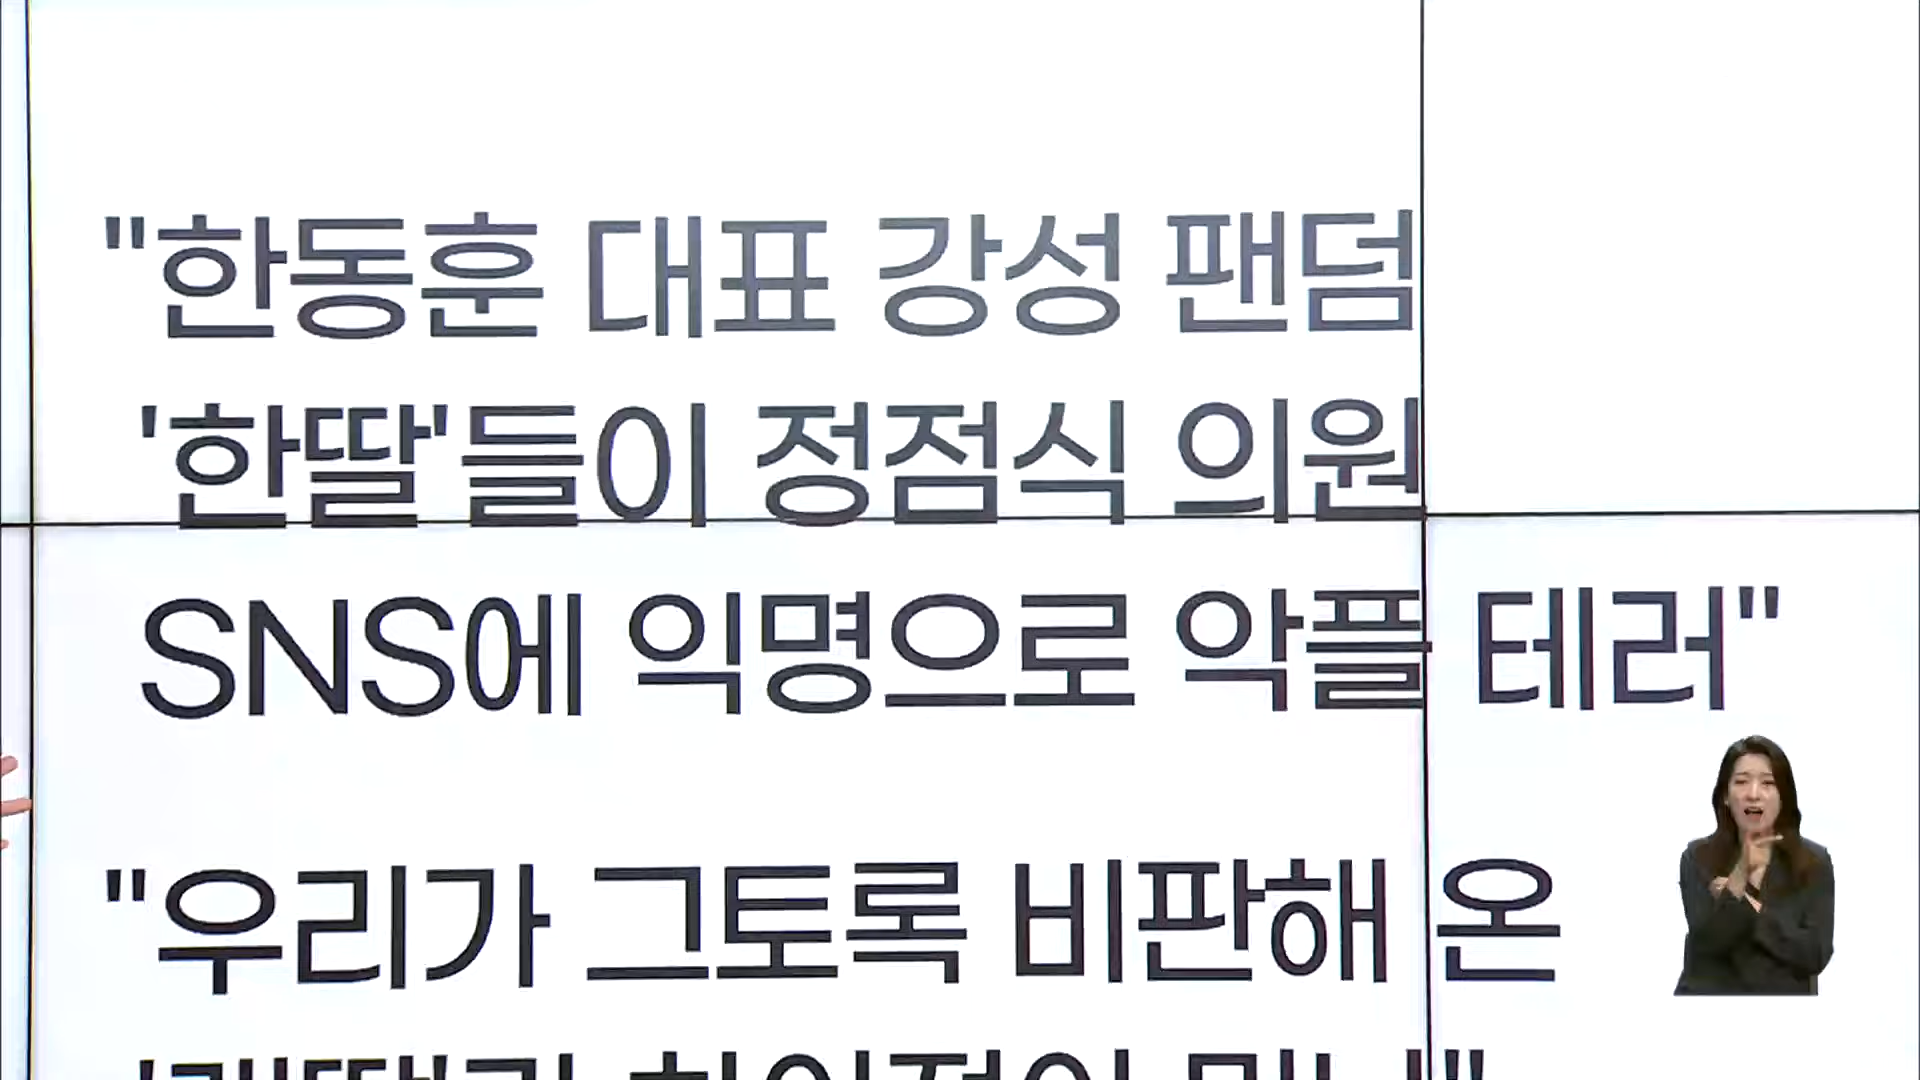 "한동훈 대표 강성 팬덤
'한딸'들이 정점식 의원
SNS에 익명으로 악플 테러"
"우리가 그토록 비판해 온